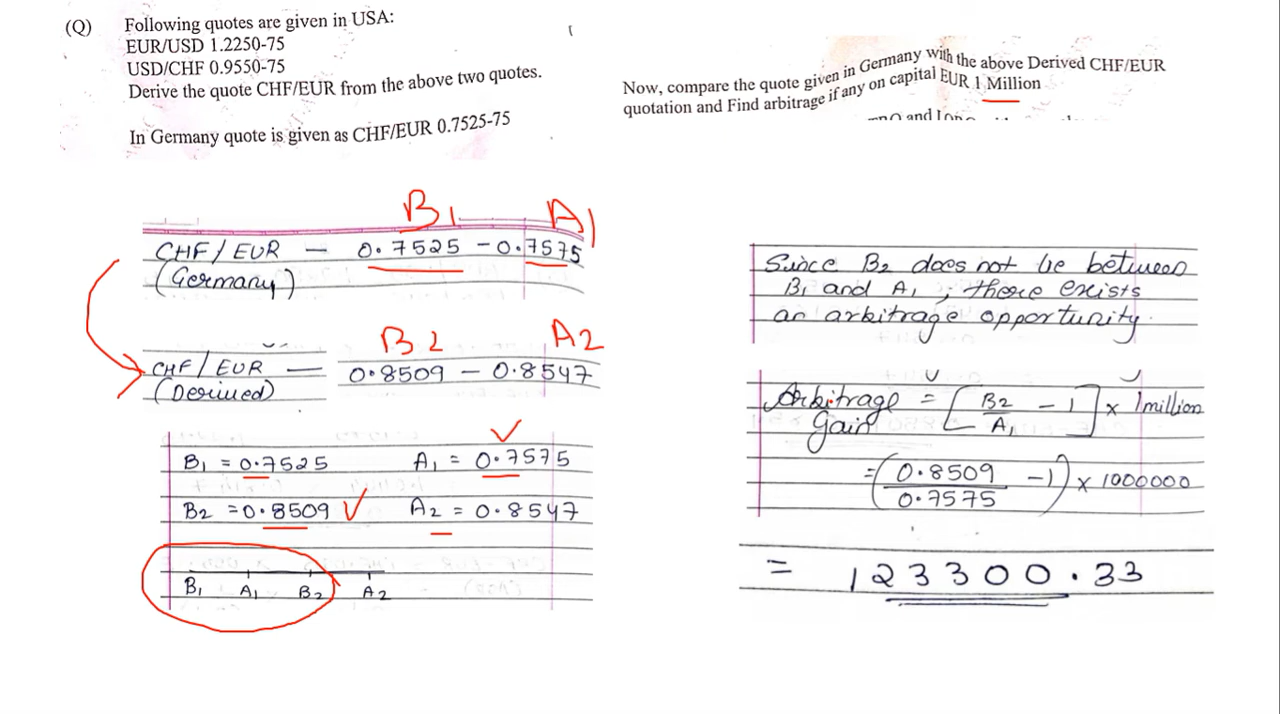 (Q) Following quotes are given in USA:
EUR/USD 1.2250-75
USD/CHF 0.9550-75
Derive the quote CHF/EUR from the above two quotes.
In Germany quote is given as CHF/EUR 0.7525-75
Now, compare the quote given in Germany with the above Derived CHF/EUR
quotation and Find arbitrage if any on capital EUR 1 Million
B1 A1
CHF/EUR — 0.7525 - 0.7575
(Germany)
B2 A2
CHF/EUR — 0.8509 - 0.8547
(Derived)
B1 = 0.7525 A1 = 0.7575
B2 = 0.8509 A2 = 0.8547
B1 A1 B2 A2
Since B2 does not lie between
B1 and A1, there exists
an arbitrage opportunity.
Arbitrage = [B2/A1 - 1] x 1 million
Gain
= (0.8509/0.7575 - 1) x 1000000
= 123300.33